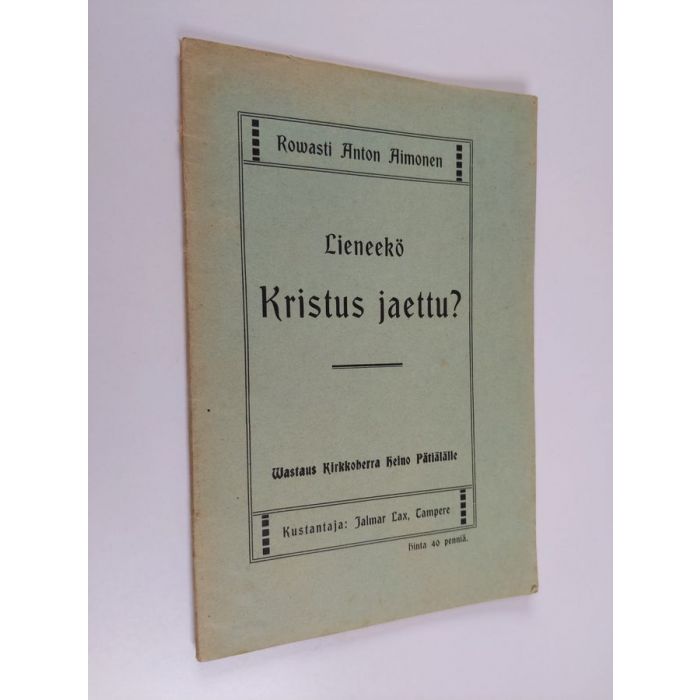 Rowasti Anton Aimonen
Lieneekö
Kristus jaettu?
Wastaus Kirkkoherra Heino Pätiälälle
Kustantaja: Jalmar Lax, Tampere
Hinta 40 penniä.